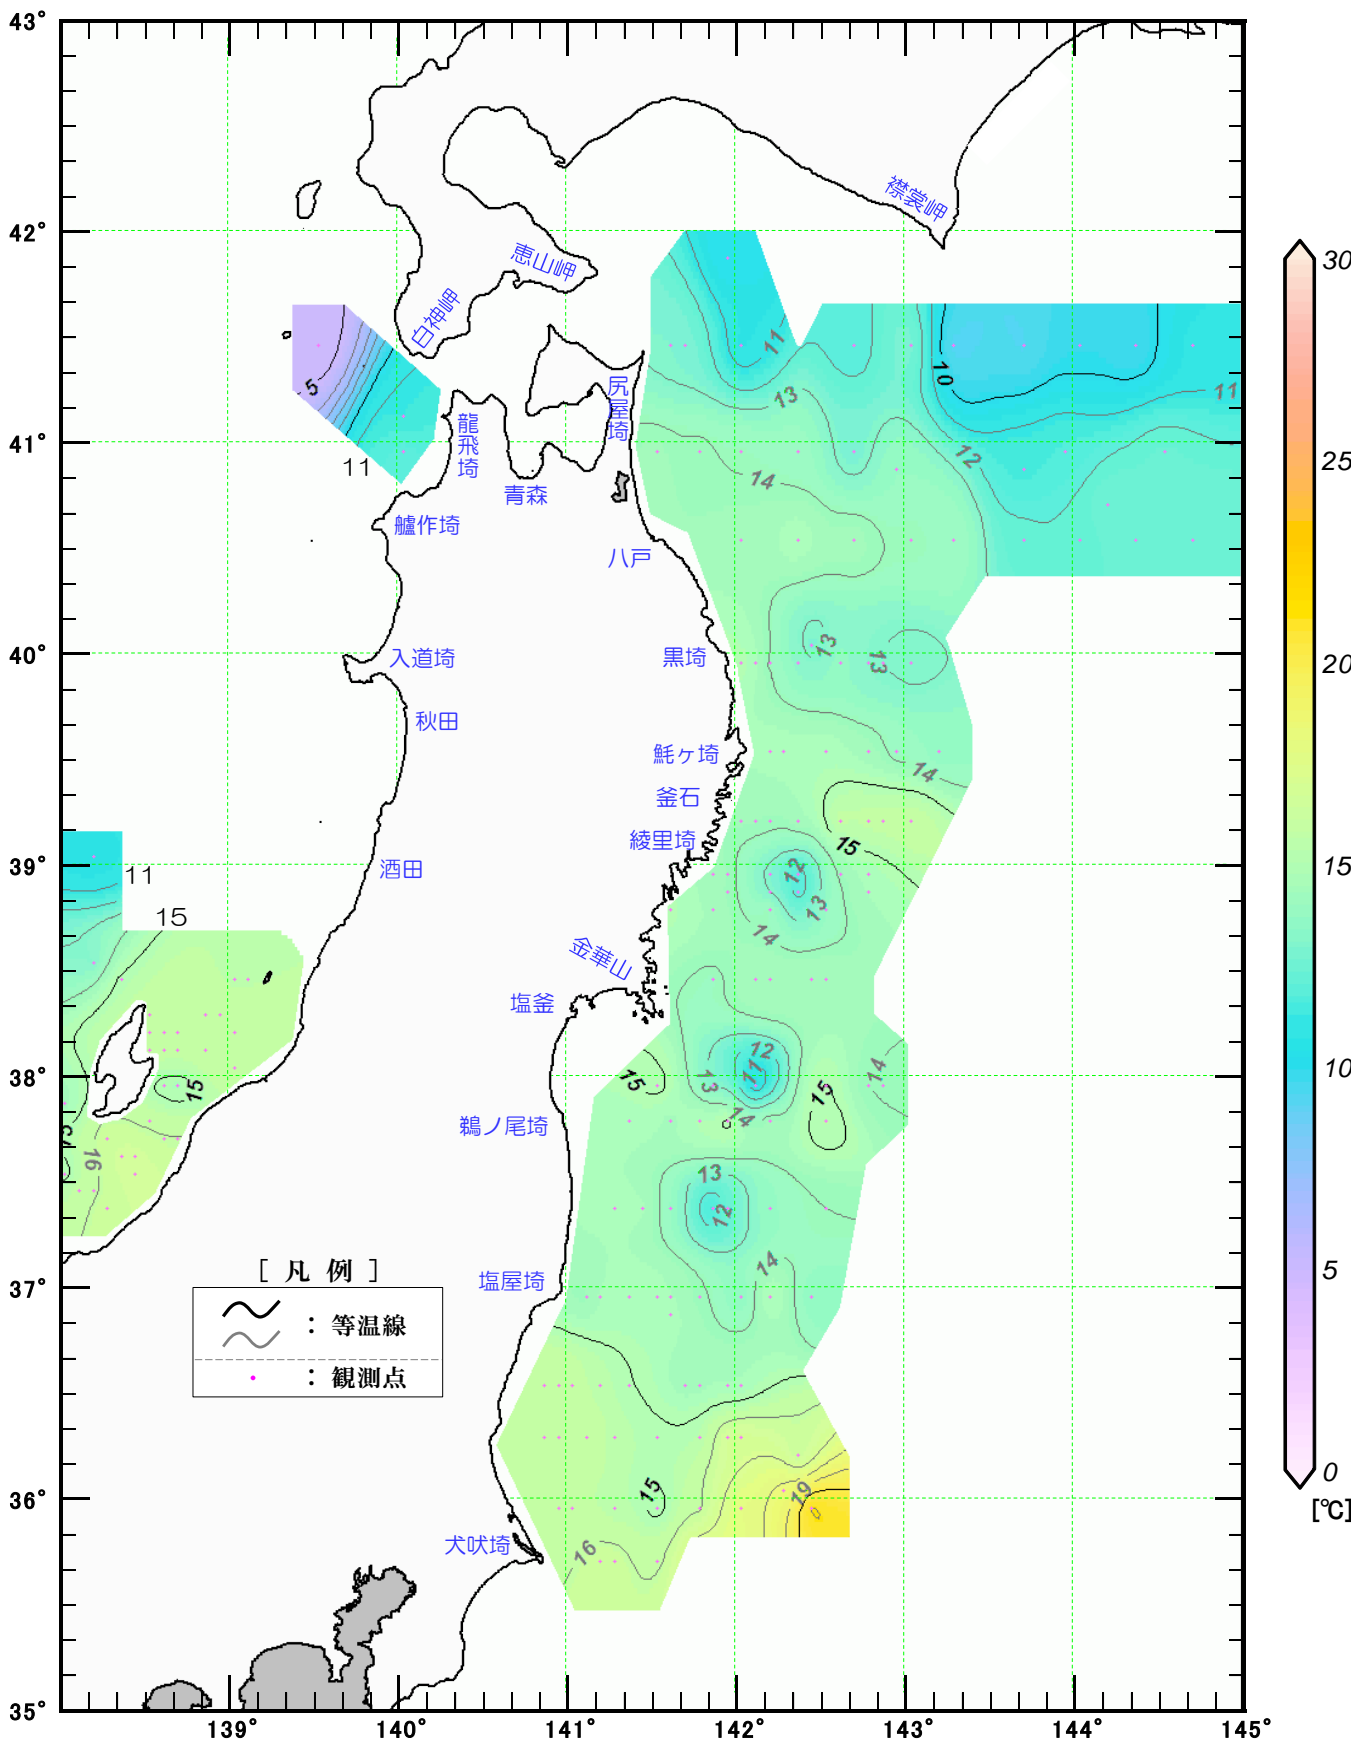 43°
42°
41°
40°
39°
38°
37°
36°
35°
139°
140°
141°
142°
143°
144°
145°
襟裳岬
恵山岬
白神岬
尻屋埼
龍飛埼
青森
艫作埼
八戸
入道埼
黒埼
秋田
魹ヶ埼
釜石
綾里埼
酒田
金華山
塩釜
鵜ノ尾埼
塩屋埼
犬吠埼
5
11
11
10
11
13
12
14
13
13
14
15
12
13
14
11
15
15
16
12
11
13
14
15
15
14
13
12
14
15
19
16
[ 凡 例 ]
：等温線
：観測点
30
25
20
15
10
5
0
[℃]